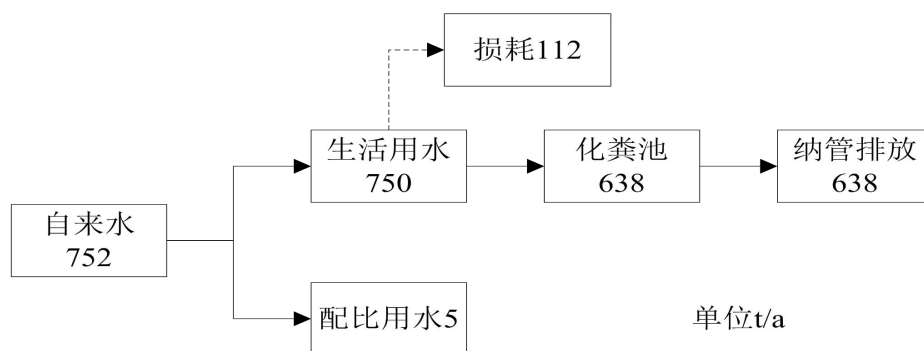 损耗112
生活用水
750
化粪池
638
纳管排放
638
自来水
752
配比用水5
单位t/a